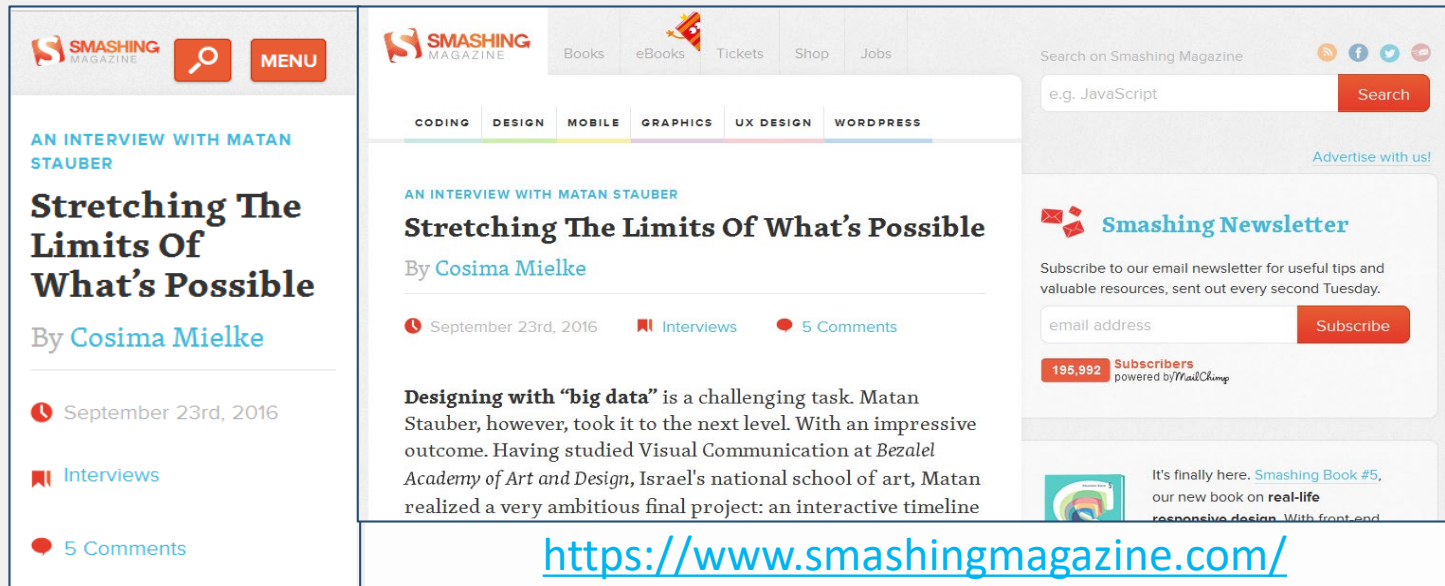 SMASHING
MAGAZINE
MENU
AN INTERVIEW WITH MATAN
STAUBER
Stretching The
Limits Of
What's Possible
By Cosima Mielke
September 23rd, 2016
Interviews
5 Comments
SMASHING
MAGAZINE
Books eBooks Tickets Shop Jobs
CODING DESIGN MOBILE GRAPHICS UX DESIGN WORDPRESS
AN INTERVIEW WITH MATAN STAUBER
Stretching The Limits Of What's Possible
By Cosima Mielke
September 23rd, 2016 Interviews 5 Comments
Designing with “big data” is a challenging task. Matan
Stauber, however, took it to the next level. With an impressive
outcome. Having studied Visual Communication at Bezalel
Academy of Art and Design, Israel's national school of art, Matan
realized a very ambitious final project: an interactive timeline
Search on Smashing Magazine
e.g. JavaScript Search
Advertise with us!
Smashing Newsletter
Subscribe to our email newsletter for useful tips and
valuable resources, sent out every second Tuesday.
email address Subscribe
195,992 Subscribers
powered by MailChimp
It's finally here. Smashing Book #5,
our new book on real-life
responsive design. With front-end
https://www.smashingmagazine.com/